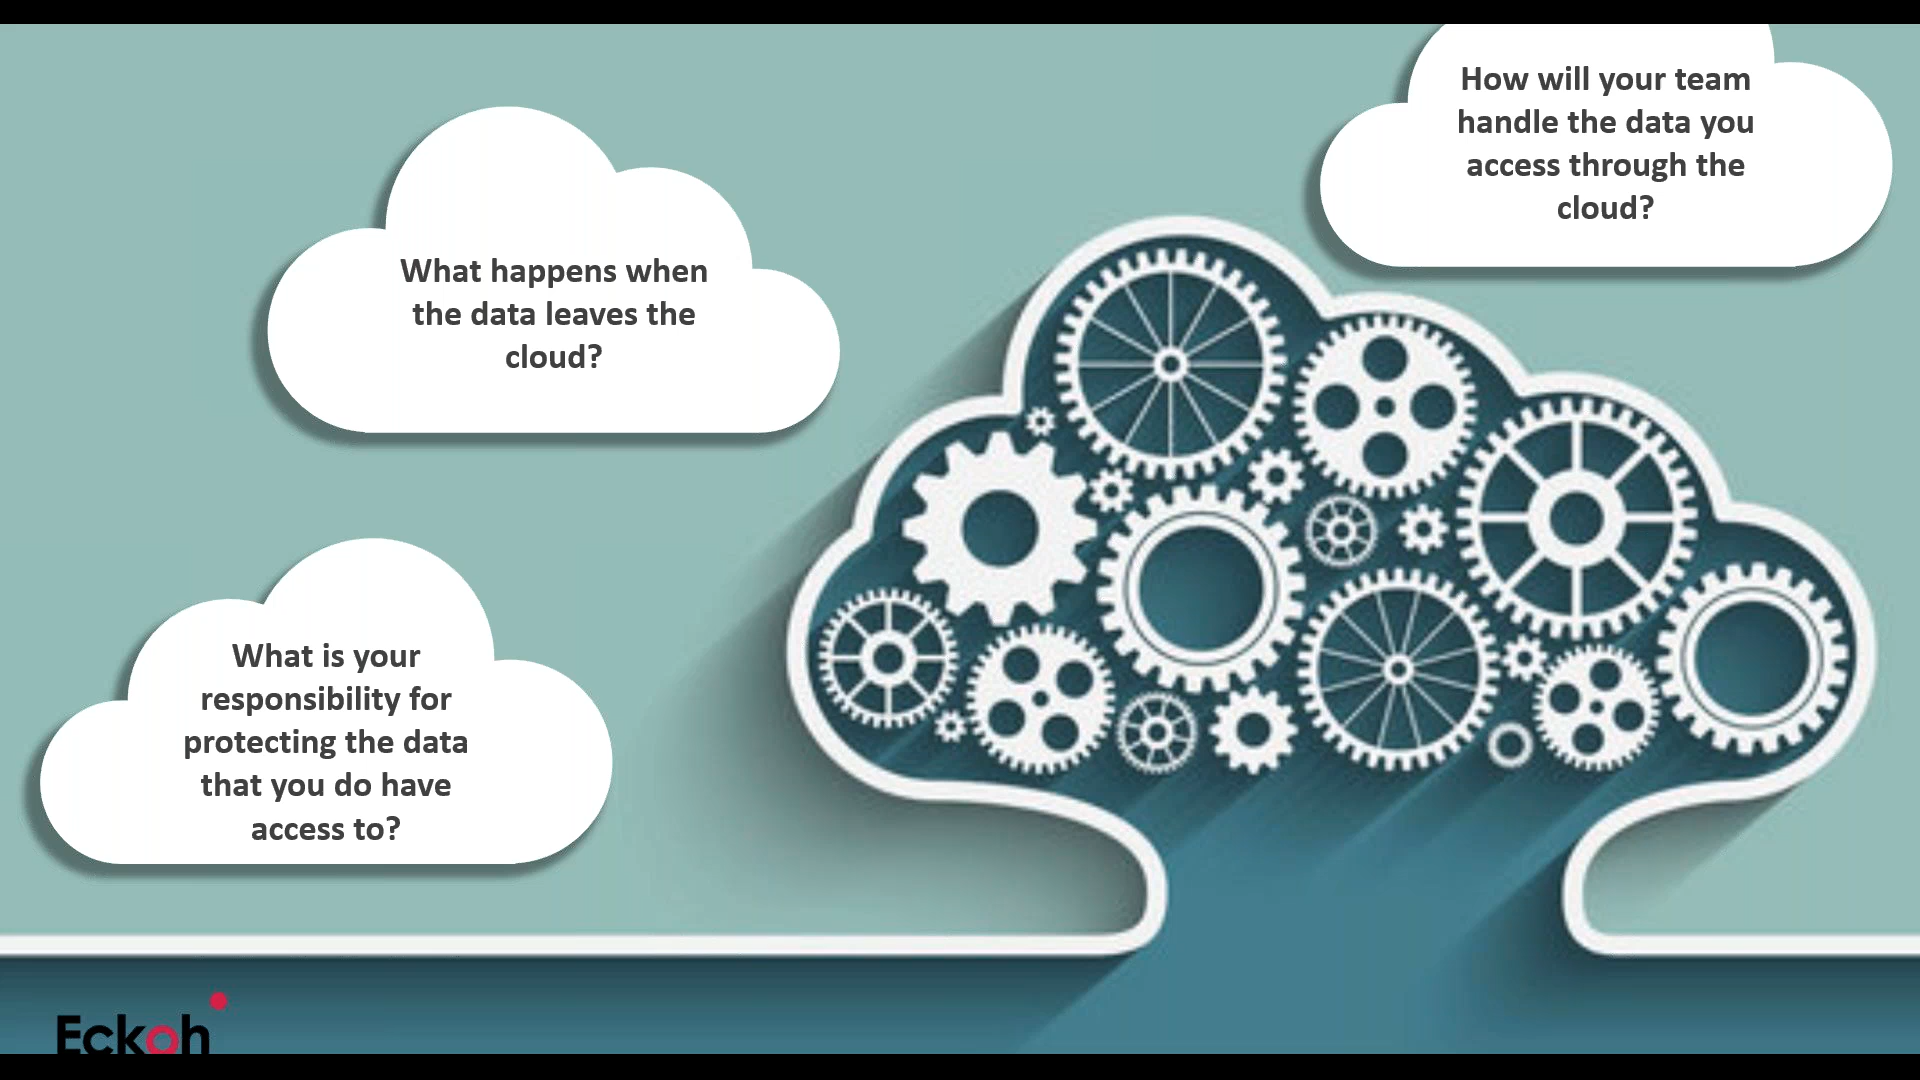 How will your team
handle the data you
access through the
cloud?
What happens when
the data leaves the
cloud?
What is your
responsibility for
protecting the data
that you do have
access to?
Eckoh